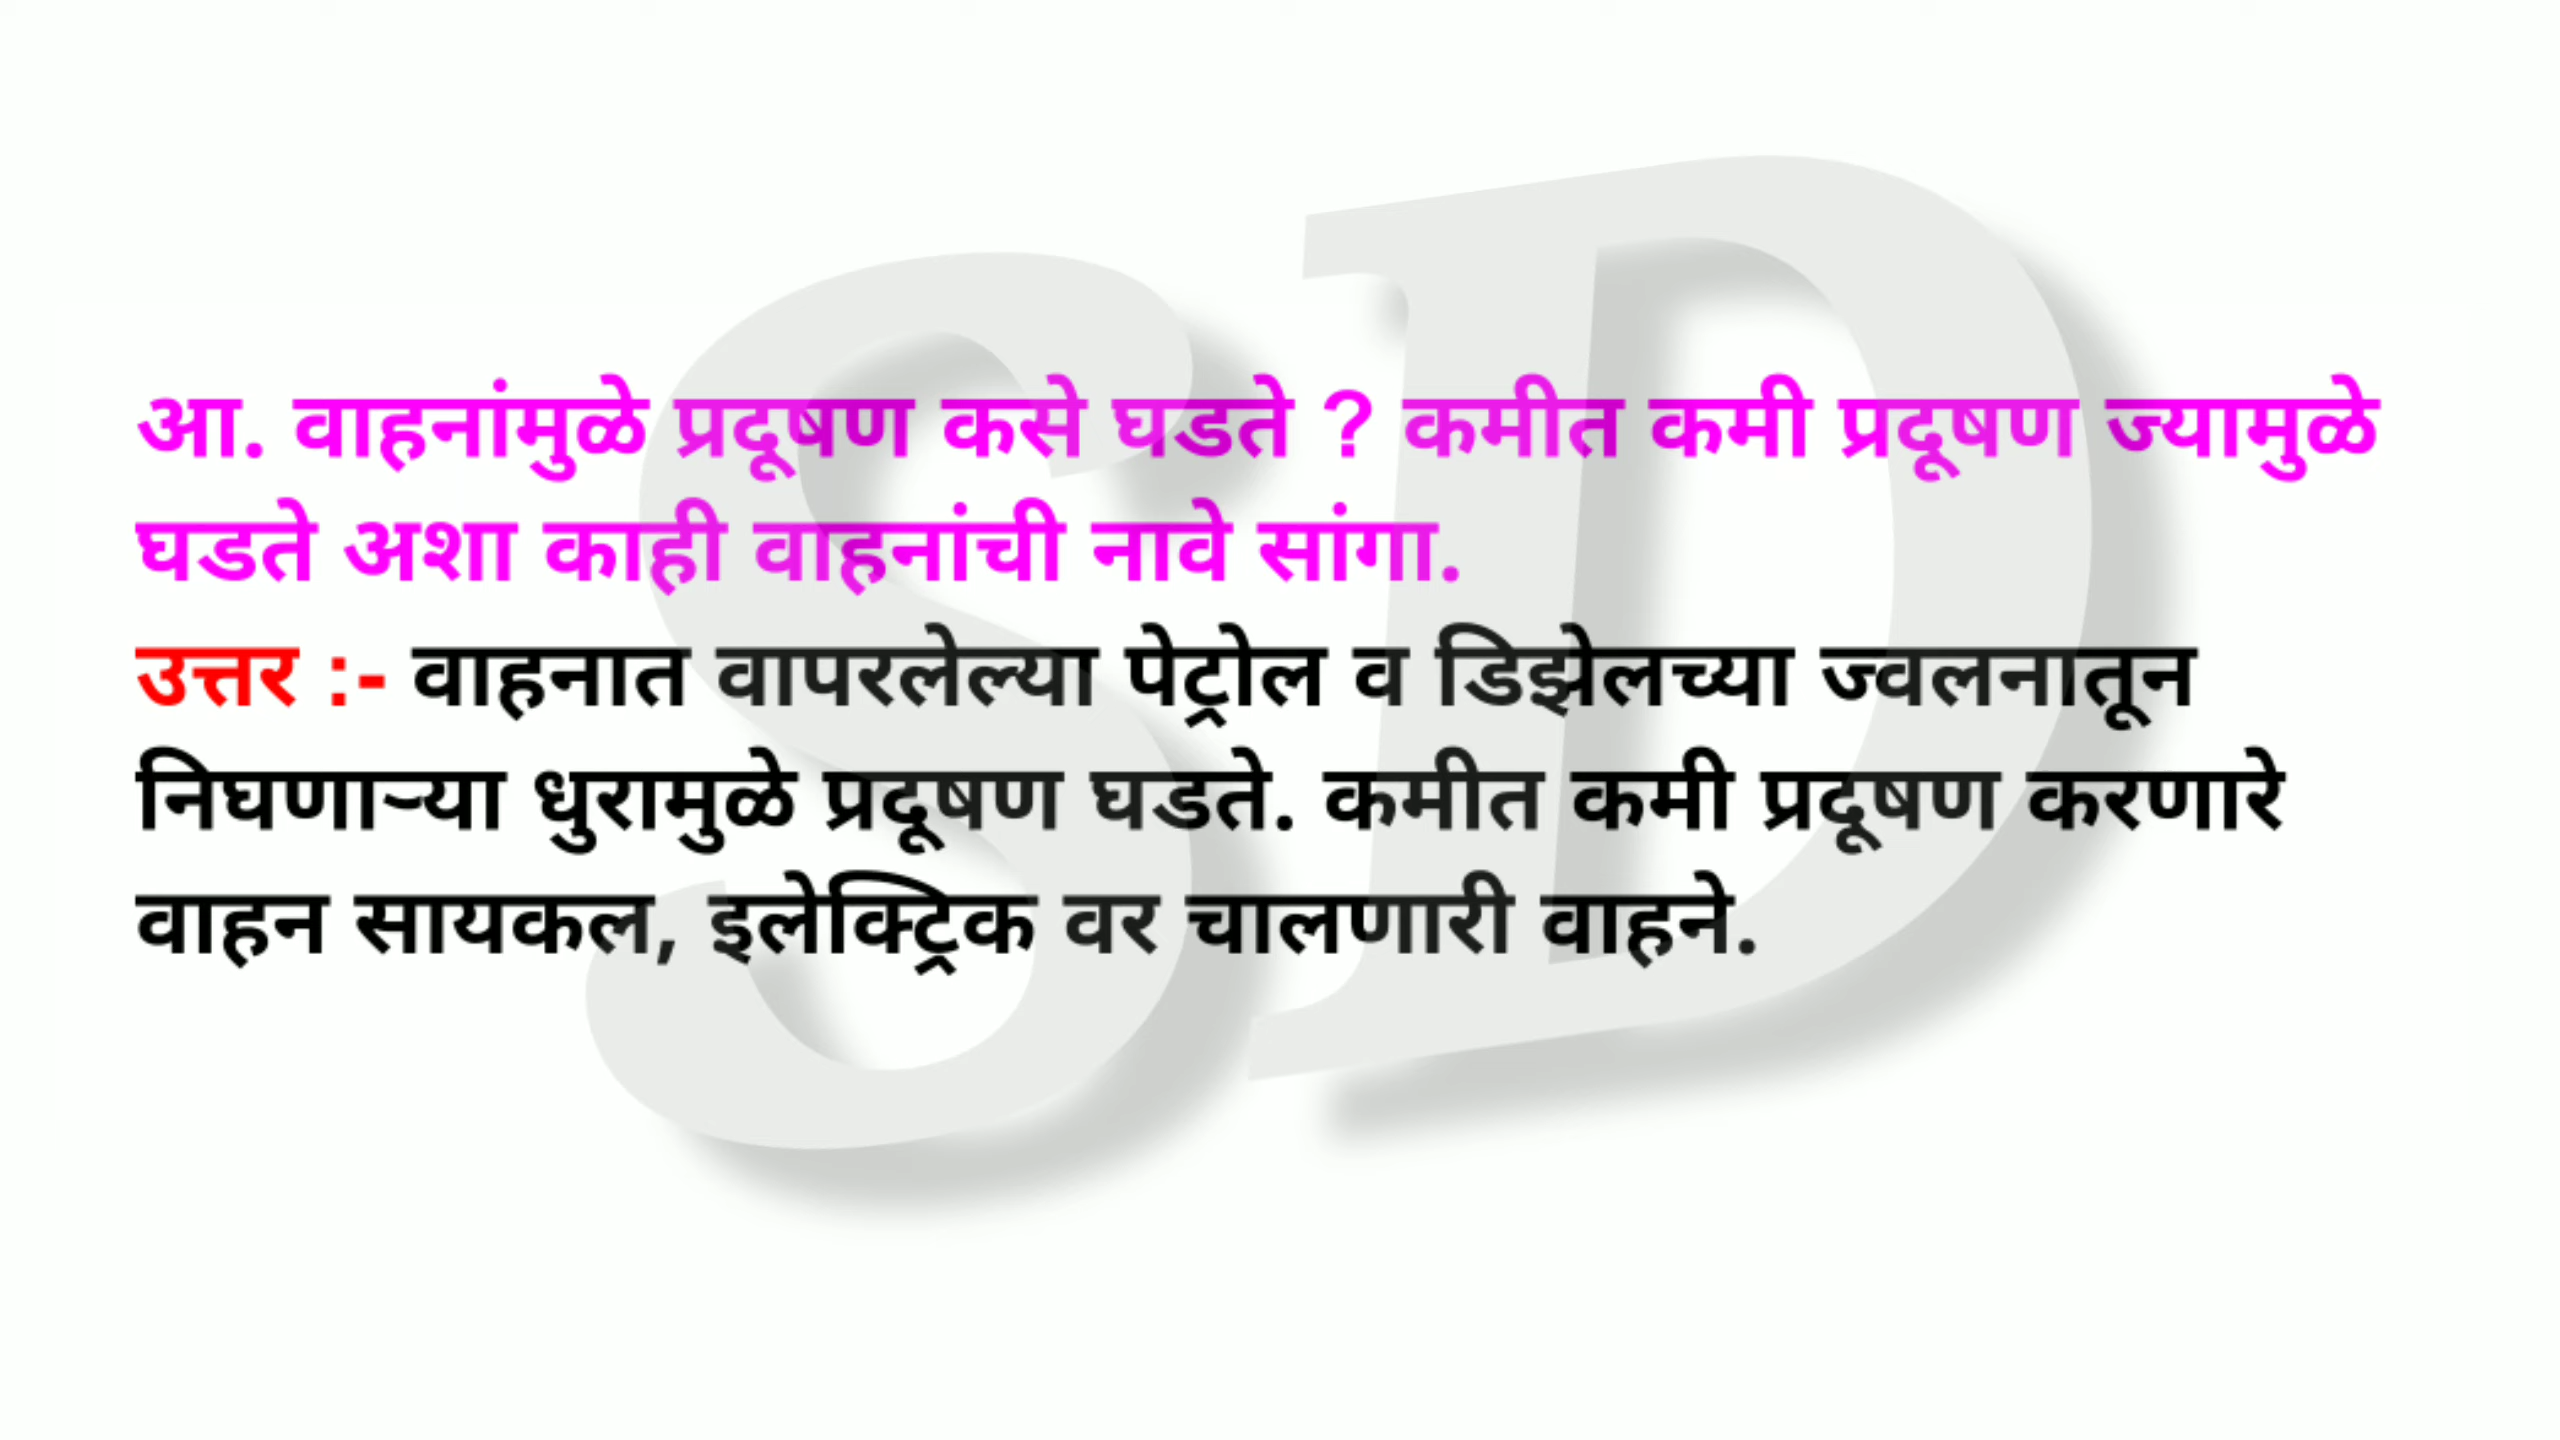 आ. वाहनांमुळे प्रदूषण कसे घडते ? कमीत कमी प्रदूषण ज्यामुळे
घडते अशा काही वाहनांची नावे सांगा.
उत्तर :- वाहनात वापरलेल्या पेट्रोल व डिझेलच्या ज्वलनातून
निघणाऱ्या धुरामुळे प्रदूषण घडते. कमीत कमी प्रदूषण करणारे
वाहन सायकल, इलेक्ट्रिक वर चालणारी वाहने.
SD